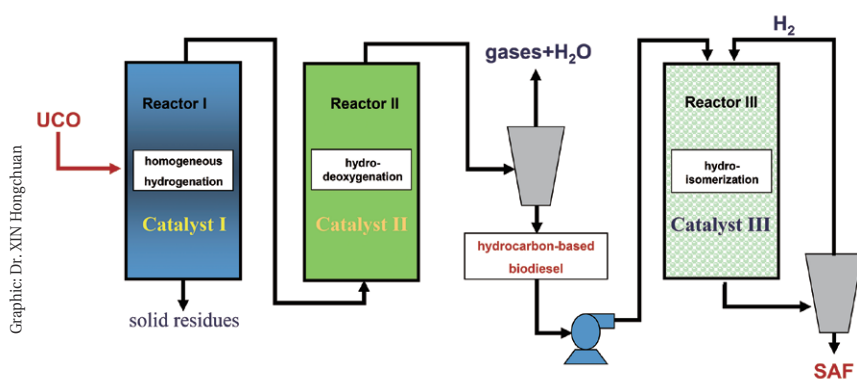 Graphic: Dr. XIN Hongchuan
UCO
Reactor I
homogeneous
hydrogenation
Catalyst I
solid residues
Reactor II
hydro-
deoxygenation
Catalyst II
gases+H₂O
hydrocarbon-based
biodiesel
H₂
Reactor III
hydro-
isomerization
Catalyst III
SAF